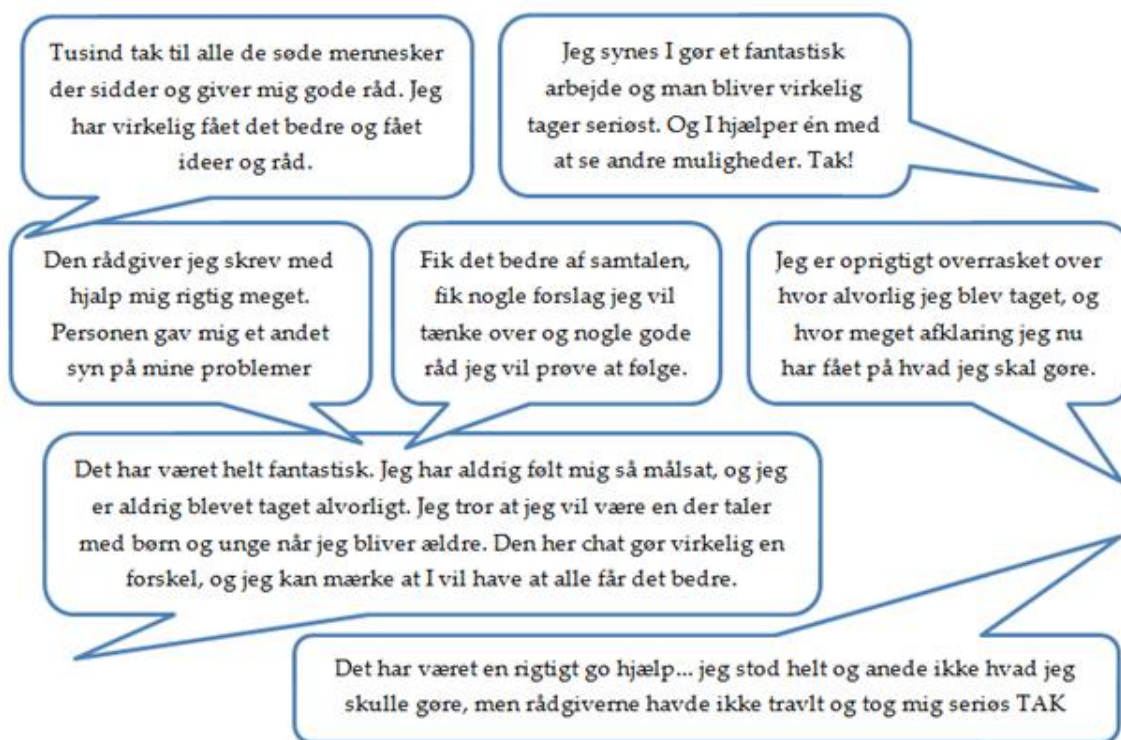 Tusind tak til alle de søde mennesker
der sidder og giver mig gode råd. Jeg
har virkelig fået det bedre og fået
ideer og råd.
Jeg synes I gør et fantastisk
arbejde og man bliver virkelig
tager seriøst. Og I hjælper én med
at se andre muligheder. Tak!
Den rådgiver jeg skrev med
hjalp mig rigtig meget.
Personen gav mig et andet
syn på mine problemer
Fik det bedre af samtalen,
fik nogle forslag jeg vil
tænke over og nogle gode
råd jeg vil prøve at følge.
Jeg er oprigtigt overrasket over
hvor alvorlig jeg blev taget, og
hvor meget afklaring jeg nu
har fået på hvad jeg skal gøre.
Det har været helt fantastisk. Jeg har aldrig følt mig så målsat, og jeg
er aldrig blevet taget alvorligt. Jeg tror at jeg vil være en der taler
med børn og unge når jeg bliver ældre. Den her chat gør virkelig en
forskel, og jeg kan mærke at I vil have at alle får det bedre.
Det har været en rigtigt go hjælp... jeg stod helt og anede ikke hvad jeg
skulle gøre, men rådgiverne havde ikke travlt og tog mig seriøs TAK